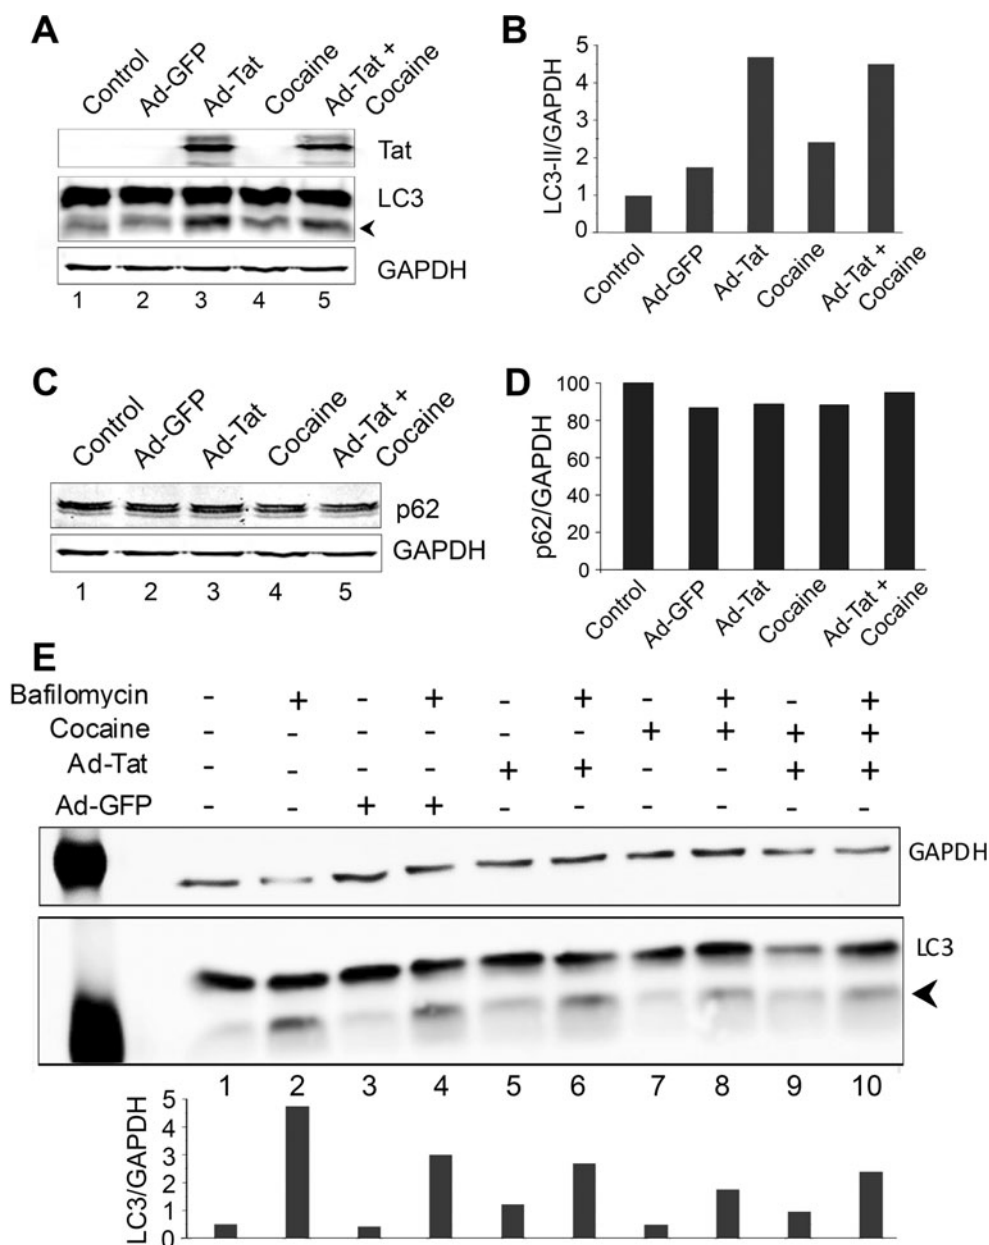 A
Control
Ad-GFP
Ad-Tat
Cocaine
Ad-Tat +
Cocaine
Tat
LC3
GAPDH
1 2 3 4 5
B
LC3-II/GAPDH
5
4
3
2
1
0
Control
Ad-GFP
Ad-Tat
Cocaine
Ad-Tat +
Cocaine
C
Control
Ad-GFP
Ad-Tat
Cocaine
Ad-Tat +
Cocaine
p62
GAPDH
1 2 3 4 5
D
p62/GAPDH
100
80
60
40
20
0
Control
Ad-GFP
Ad-Tat
Cocaine
Ad-Tat +
Cocaine
E
Bafilomycin - + - + - + - + - +
Cocaine - - - - - - + + + +
Ad-Tat - - - - + + - - + +
Ad-GFP - - + + - - - - - -
GAPDH
LC3
1 2 3 4 5 6 7 8 9 10
LC3/GAPDH
5
4
3
2
1
0